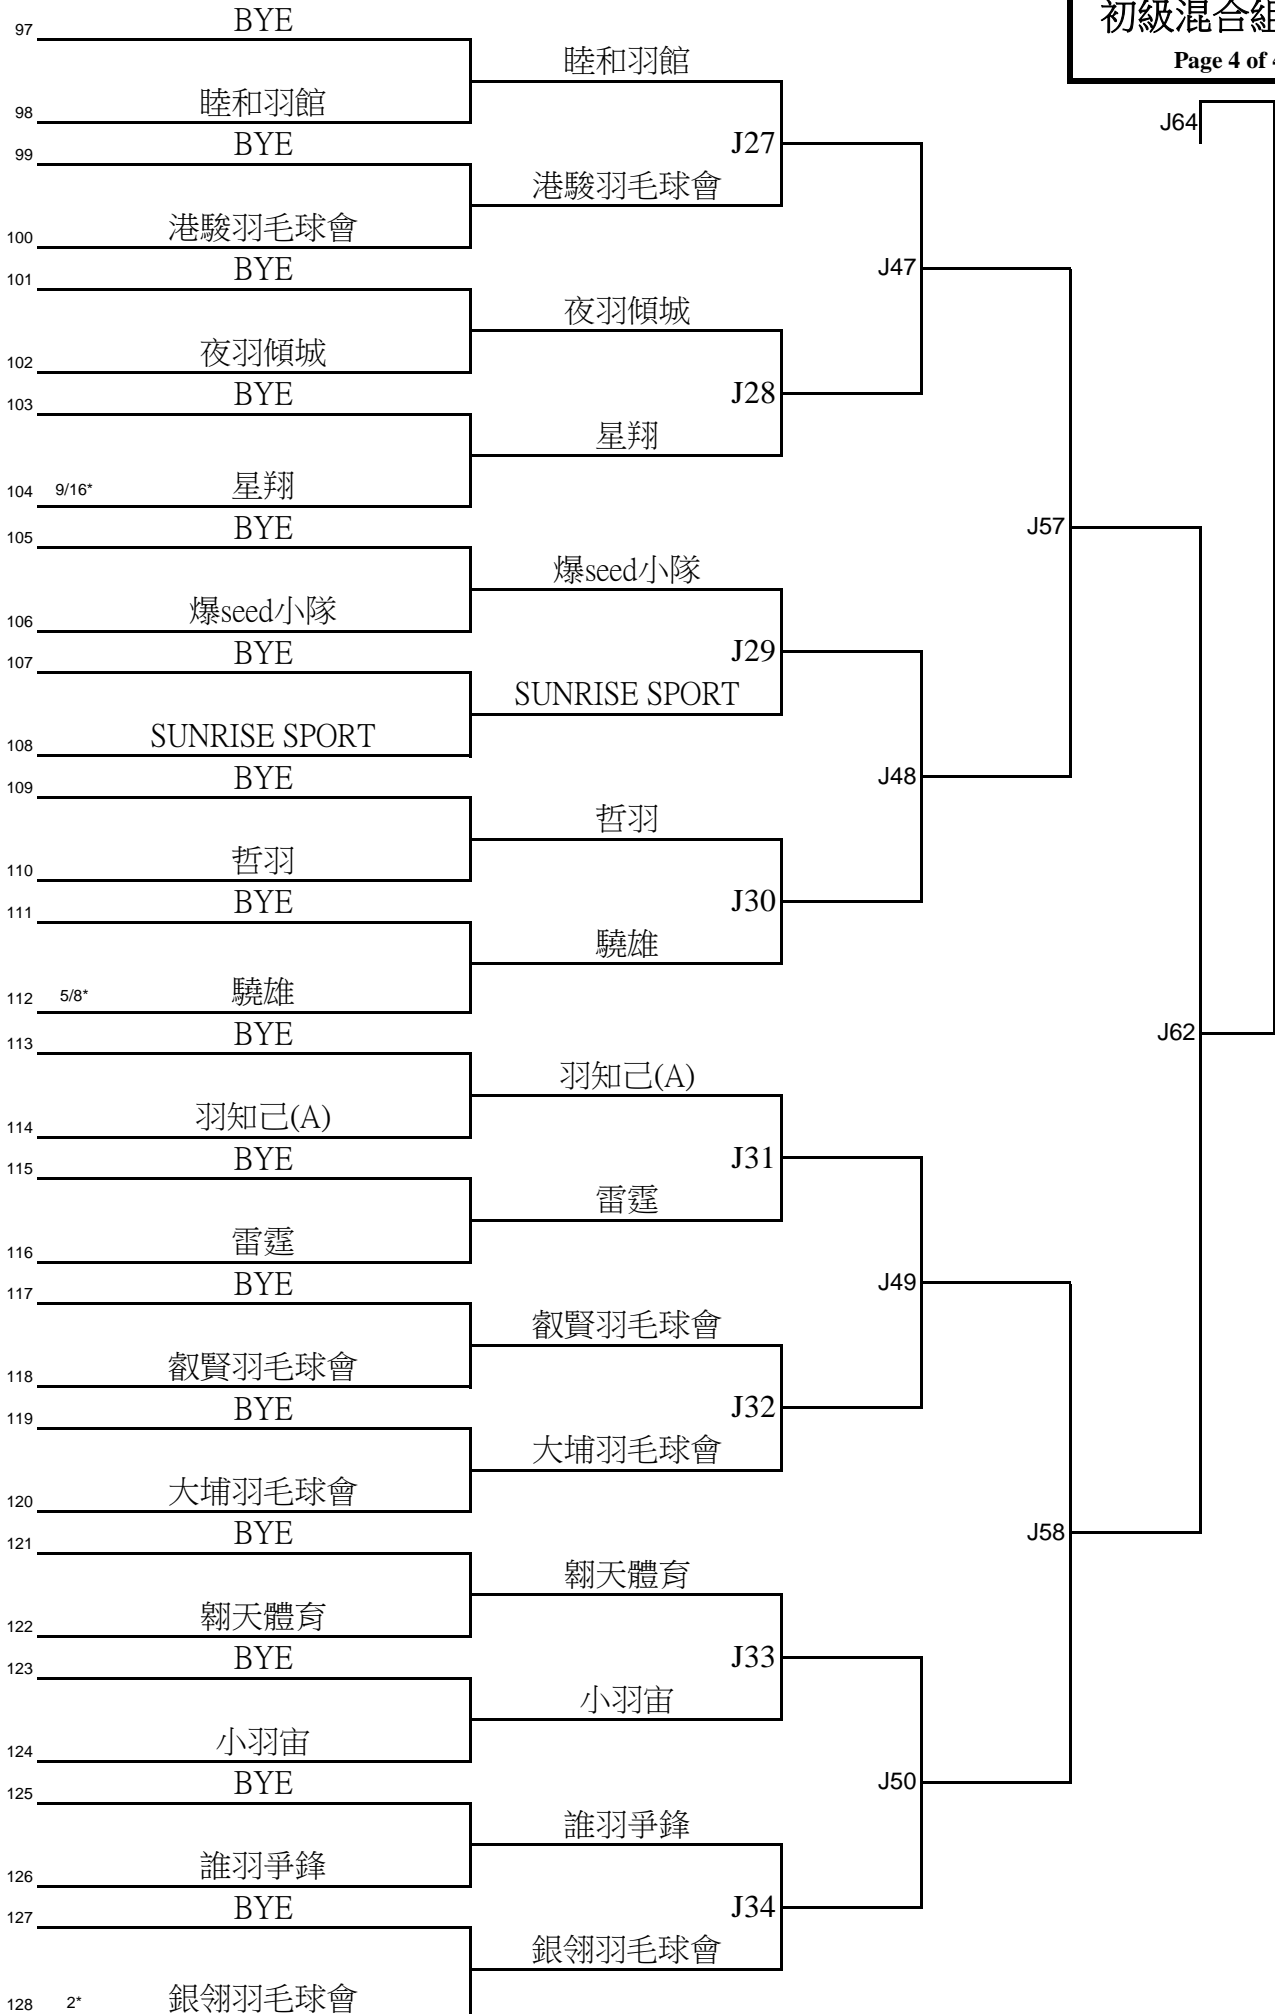 初級混合組
Page 4 of 4
97 BYE
睦和羽館
98 睦和羽館
J64
99 BYE
J27
港駿羽毛球會
100 港駿羽毛球會
101 BYE
J47
夜羽傾城
102 夜羽傾城
103 BYE
J28
星翔
104 9/16* 星翔
105 BYE
J57
爆seed小隊
106 爆seed小隊
107 BYE
J29
SUNRISE SPORT
108 SUNRISE SPORT
109 BYE
J48
哲羽
110 哲羽
111 BYE
J30
驍雄
112 5/8* 驍雄
113 BYE
J62
羽知己(A)
114 羽知己(A)
115 BYE
J31
雷霆
116 雷霆
117 BYE
J49
叡賢羽毛球會
118 叡賢羽毛球會
119 BYE
J32
大埔羽毛球會
120 大埔羽毛球會
121 BYE
J58
翱天體育
122 翱天體育
123 BYE
J33
小羽宙
124 小羽宙
125 BYE
J50
誰羽爭鋒
126 誰羽爭鋒
127 BYE
J34
銀翎羽毛球會
128 2* 銀翎羽毛球會